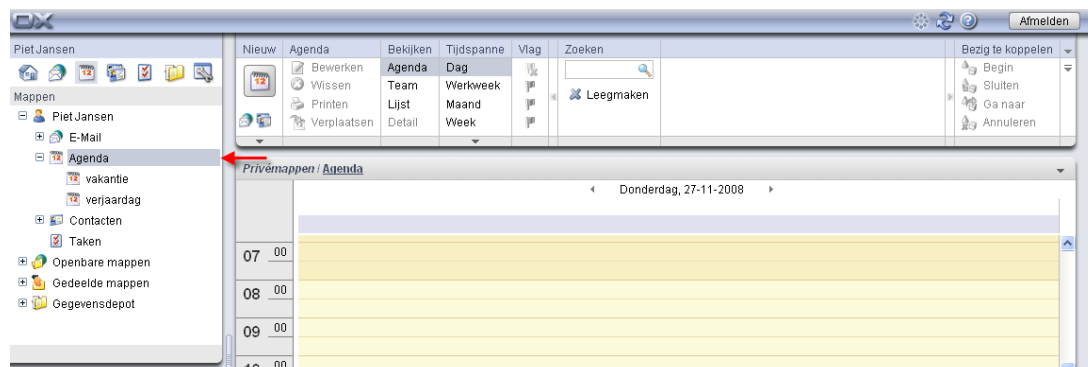 OX
Afmelden
Piet Jansen
Mappen
Piet Jansen
E-Mail
Agenda
vakantie
verjaardag
Contacten
Taken
Openbare mappen
Gedeelde mappen
Gegevensdepot
Nieuw Agenda Bekijken Tijdspanne Vlag Zoeken Bezig te koppelen
Bewerken Agenda Dag Begin
Wissen Team Werkweek Leegmaken Sluiten
Printen Lijst Maand Ga naar
Verplaatsen Detail Week Annuleren
Privémappen / Agenda
Donderdag, 27-11-2008
07 00
08 00
09 00
10 00